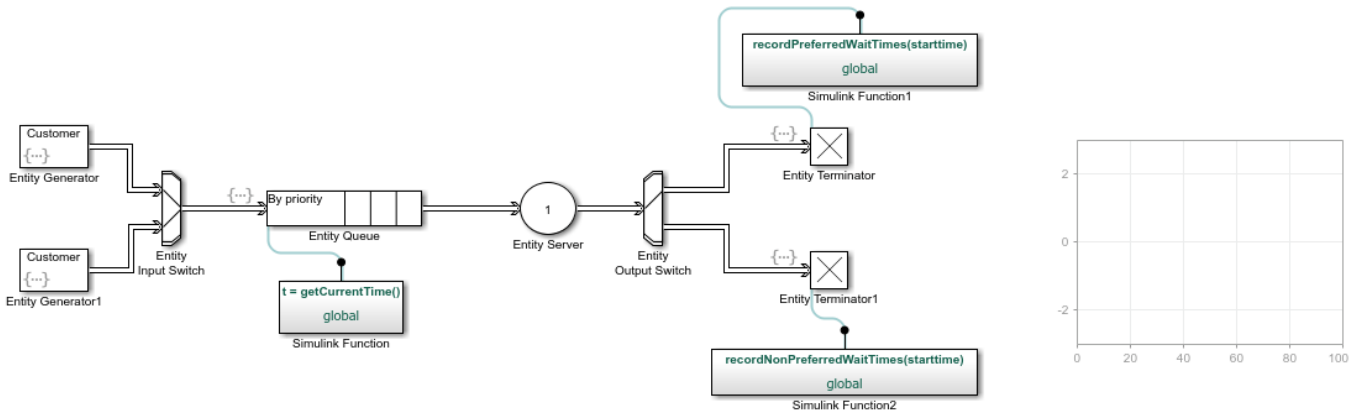 recordPreferredWaitTimes(starttime)
global
Simulink Function1
Customer
{...}
Entity Generator
{...}
By priority
Entity Queue
1
Entity Server
{...}
Entity Terminator
Entity
Input Switch
Entity
Output Switch
Customer
{...}
Entity Generator1
t = getCurrentTime()
global
Simulink Function
{...}
Entity Terminator1
recordNonPreferredWaitTimes(starttime)
global
Simulink Function2
2
0
-2
0 20 40 60 80 100